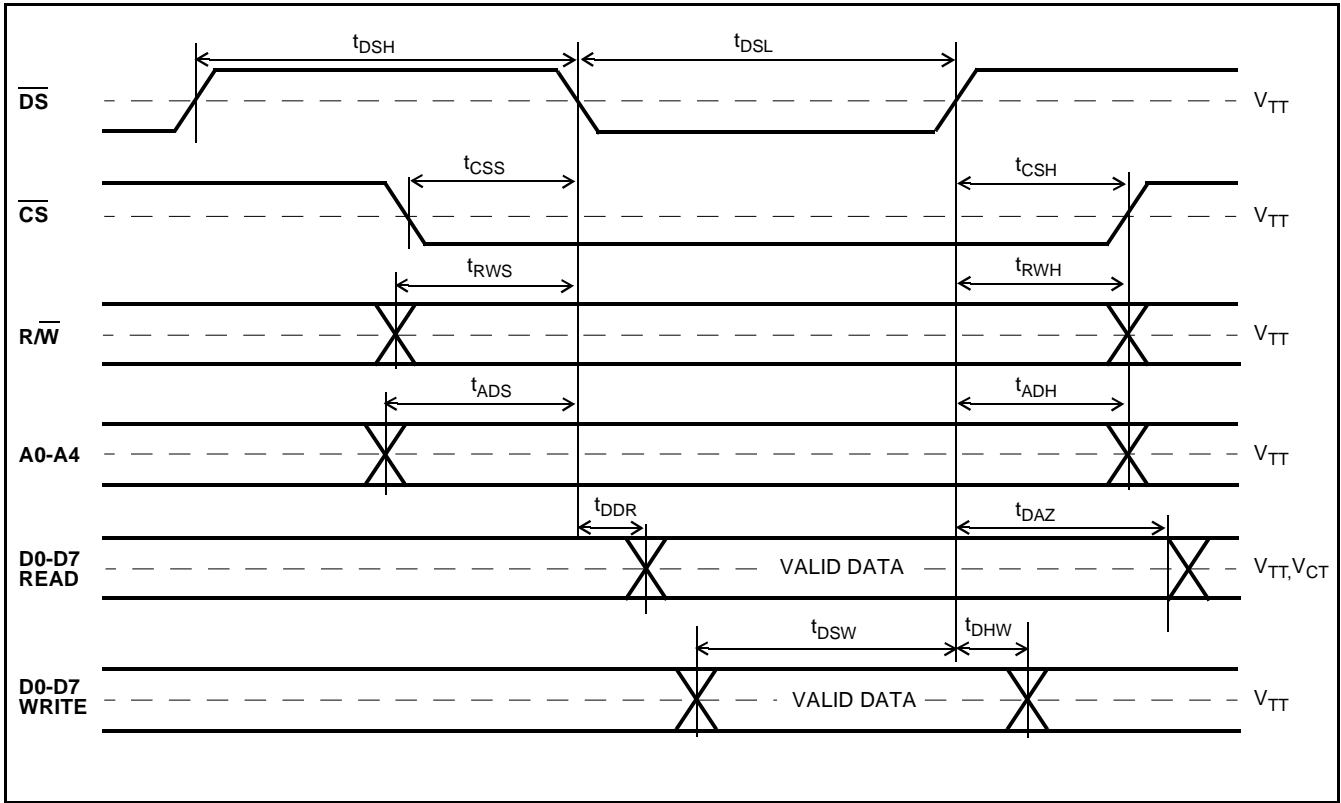 tDSH tDSL
DS VTT
tCSS tCSH
CS VTT
tRWS tRWH
R/W VTT
tADS tADH
A0-A4 VTT
tDDR tDAZ
D0-D7
READ VALID DATA VTT,VCT
tDSW tDHW
D0-D7
WRITE VALID DATA VTT